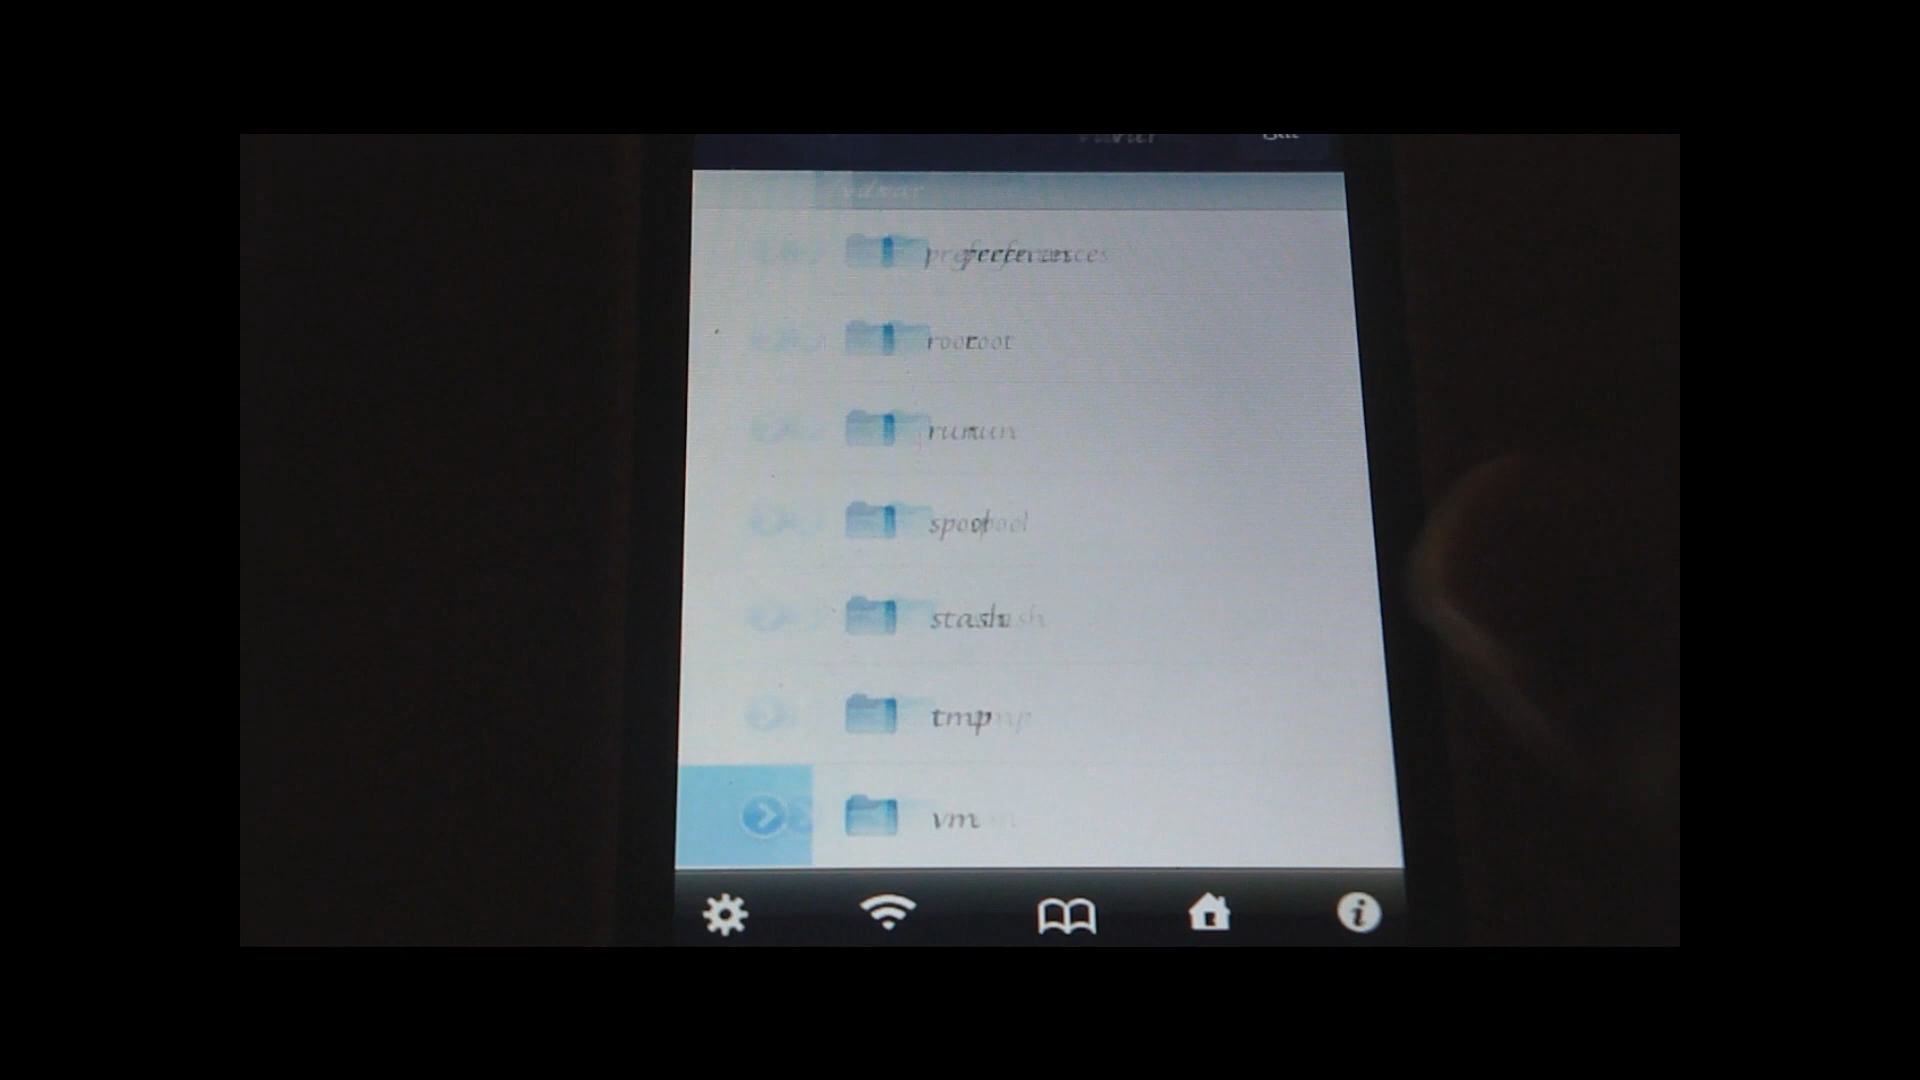 preferences
root
run
spool
stash
tmp
vm